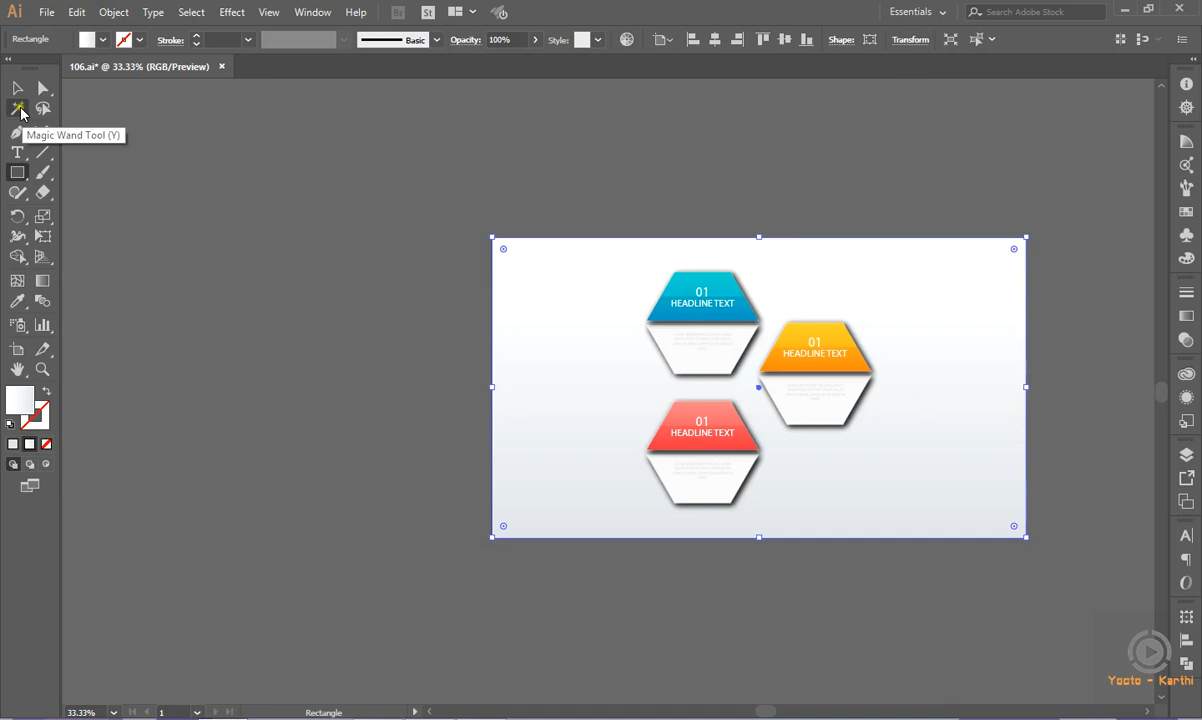 Ai File Edit Object Type Select Effect View Window Help Br St Essentials Search Adobe Stock
Rectangle Stroke: Basic Opacity: 100% Style: Shape: Transform
106.ai* @ 33.33% (RGB/Preview) ×
Magic Wand Tool (Y)
01
HEADLINE TEXT
01
HEADLINE TEXT
01
HEADLINE TEXT
Yooto - Karthi
33.33% 1 Rectangle